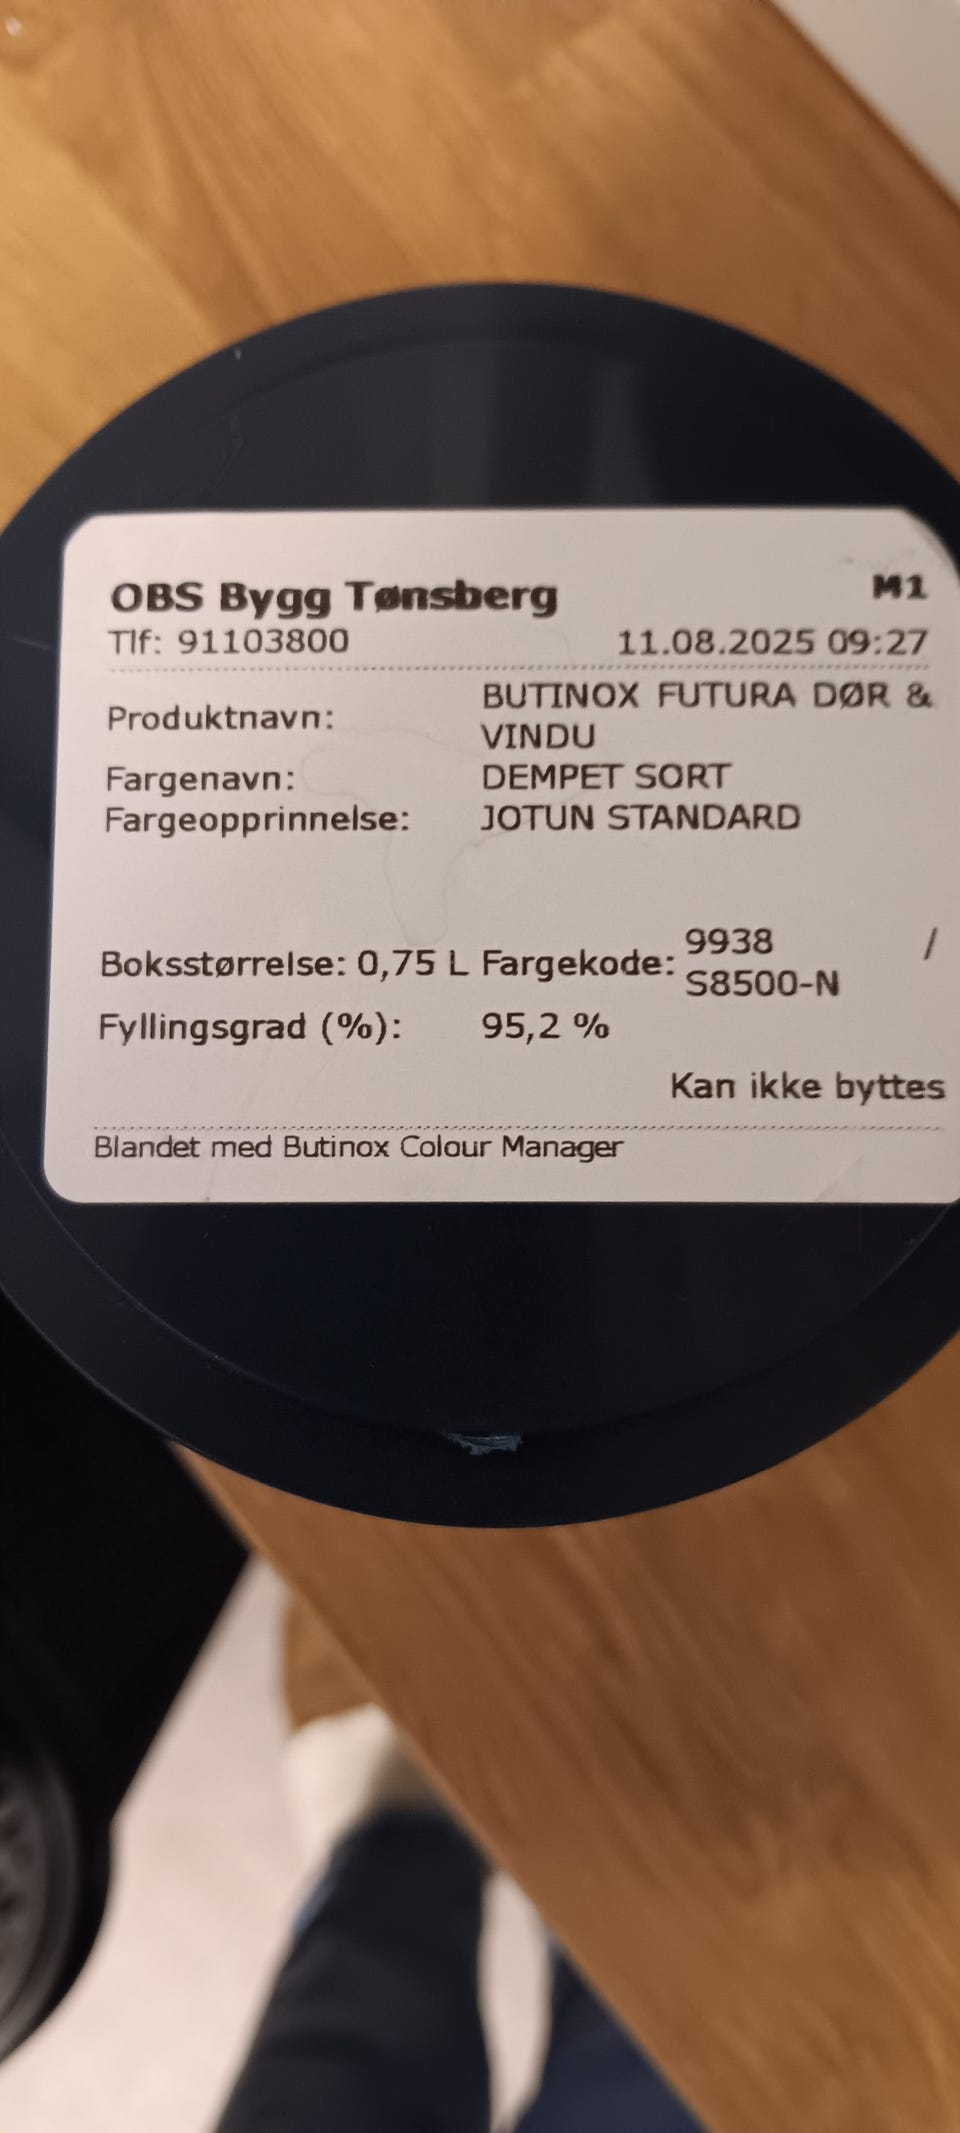 OBS Bygg Tønsberg M1
Tlf: 91103800 11.08.2025 09:27
Produktnavn: BUTINOX FUTURA DØR &
VINDU
Fargenavn: DEMPET SORT
Fargeopprinnelse: JOTUN STANDARD
Boksstørrelse: 0,75 L Fargekode: 9938 /
S8500-N
Fyllingsgrad (%): 95,2 %
Kan ikke byttes
Blandet med Butinox Colour Manager